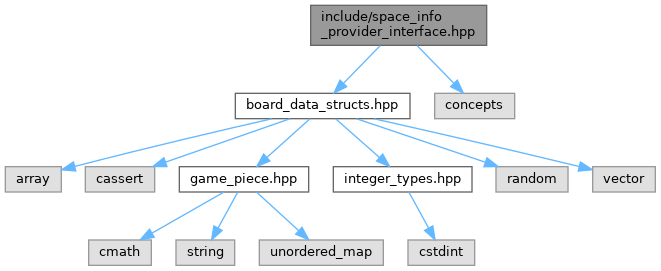 include/space_info
_provider_interface.hpp
board_data_structs.hpp
concepts
array
cassert
game_piece.hpp
integer_types.hpp
random
vector
cmath
string
unordered_map
cstdint